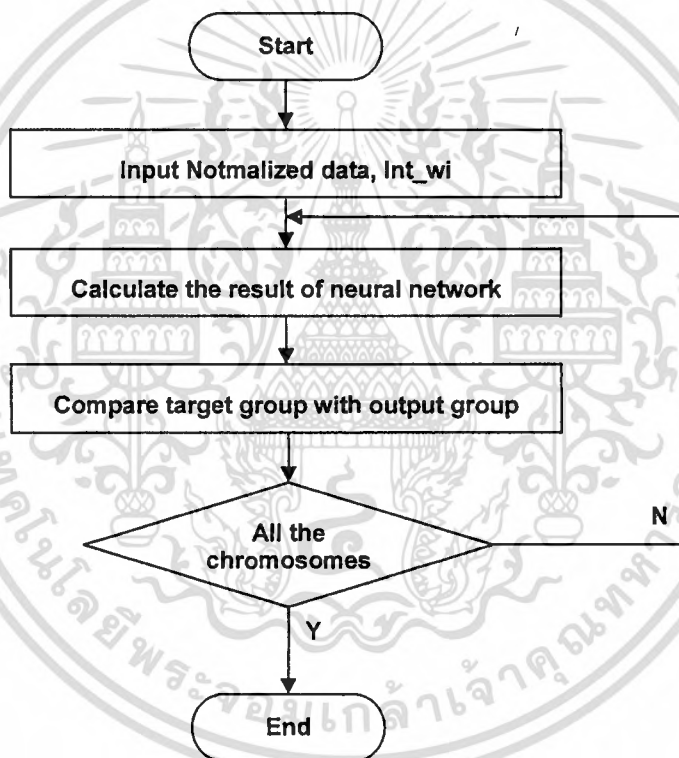 Start
Input Notmalized data, Int_wi
Calculate the result of neural network
Compare target group with output group
All the
chromosomes
N
Y
End